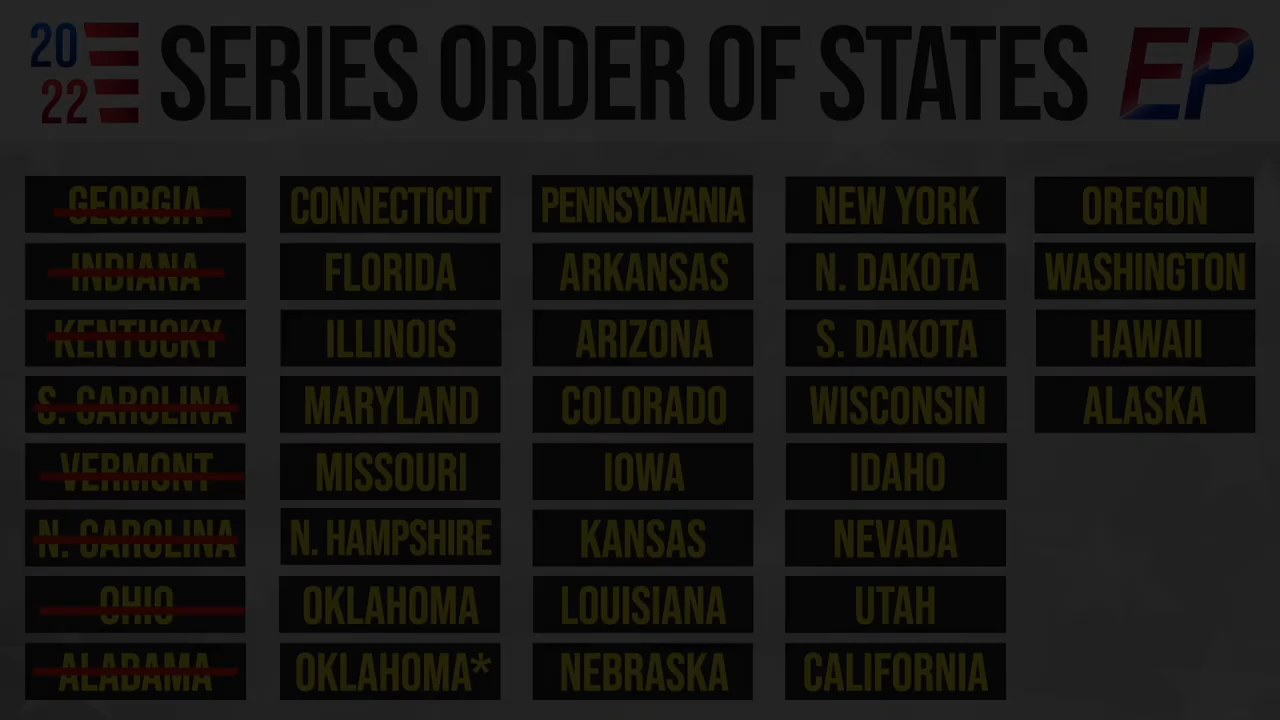 20
22
SERIES ORDER OF STATES
EP
GEORGIA
INDIANA
KENTUCKY
S. CAROLINA
VERMONT
N. CAROLINA
OHIO
ALABAMA
CONNECTICUT
FLORIDA
ILLINOIS
MARYLAND
MISSOURI
N. HAMPSHIRE
OKLAHOMA
OKLAHOMA*
PENNSYLVANIA
ARKANSAS
ARIZONA
COLORADO
IOWA
KANSAS
LOUISIANA
NEBRASKA
NEW YORK
N. DAKOTA
S. DAKOTA
WISCONSIN
IDAHO
NEVADA
UTAH
CALIFORNIA
OREGON
WASHINGTON
HAWAII
ALASKA